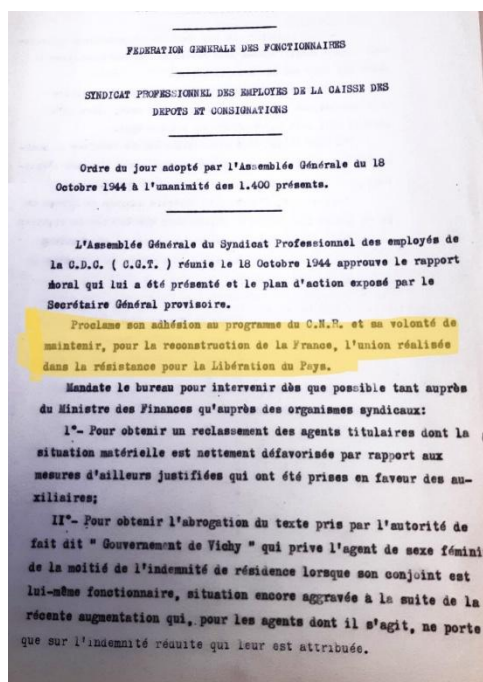 FEDERATION GENERALE DES FONCTIONNAIRES
SYNDICAT PROFESSIONNEL DES EMPLOYES DE LA CAISSE DES
DEPOTS ET CONSIGNATIONS
Ordre du jour adopté par l'Assemblée Générale du 18
Octobre 1944 à l'unanimité des 1.400 présents.
L'Assemblée Générale du Syndicat Professionnel des employés de
la C.D.C. ( C.G.T. ) réunie le 18 Octobre 1944 approuve le rapport
moral qui lui a été présenté et le plan d'action exposé par le
Secrétaire Général provisoire.
Proclame son adhésion au programme du C.N.R. et sa volonté de
maintenir, pour la reconstruction de la France, l'union réalisée
dans la résistance pour la Libération du Pays.
Mandate le bureau pour intervenir dès que possible tant auprès
du Ministre des Finances qu'auprès des organismes syndicaux:
1°- Pour obtenir un reclassement des agents titulaires dont la
situation matérielle est nettement défavorisée par rapport aux
mesures d'ailleurs justifiées qui ont été prises en faveur des au-
xiliaires;
II°- Pour obtenir l'abrogation du texte pris par l'autorité de
fait dit " Gouvernement de Vichy " qui prive l'agent de sexe fémini
de la moitié de l'indemnité de résidence lorsque son conjoint est
lui-même fonctionnaire, situation encore aggravée à la suite de la
récente augmentation qui, pour les agents dont il s'agit, ne porte
que sur l'indemnité réduite qui leur est attribuée.